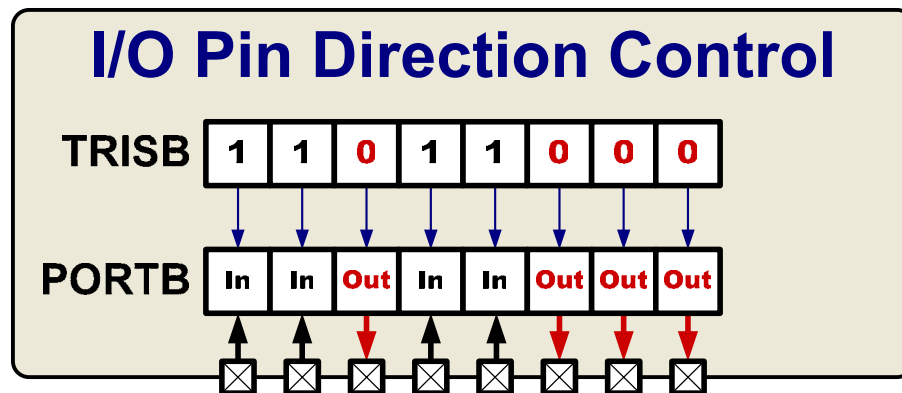 I/O Pin Direction Control
TRISB 1 1 0 1 1 0 0 0
PORTB In In Out In In Out Out Out